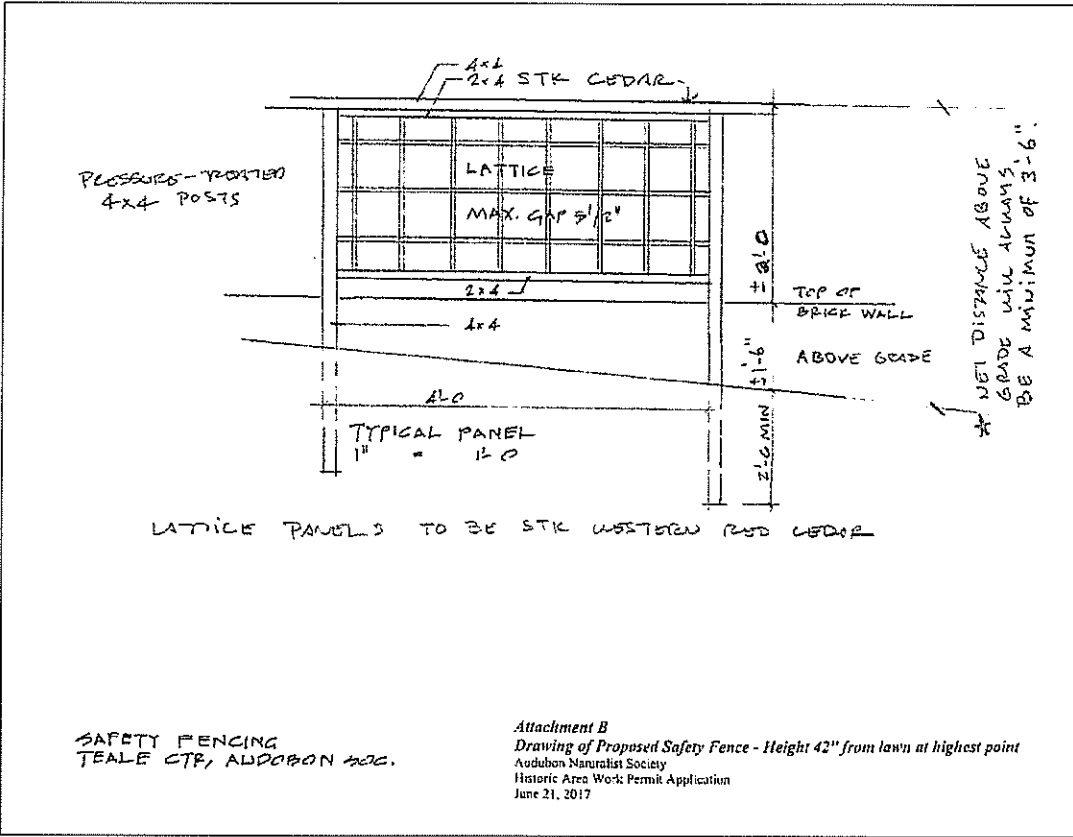 4x4
2x4 STK CEDAR
PRESSURE-TREATED
4x4 POSTS
LATTICE
MAX. GAP 5 1/2"
2x4
4x4
± 2'-0
TOP OF
BRICK WALL
ABOVE GRADE
± 1'-6"
2'-0 MIN
* NET DISTANCE ABOVE
GRADE WILL ALWAYS
BE A MINIMUM OF 3'-6".
4'-0
TYPICAL PANEL
1" = 1'-0
LATTICE PANELS TO BE STK WESTERN RED CEDAR
SAFETY FENCING
TEALE CTR, AUDOBON SOC.
Attachment B
Drawing of Proposed Safety Fence - Height 42" from lawn at highest point
Audubon Naturalist Society
Historic Area Work Permit Application
June 21, 2017